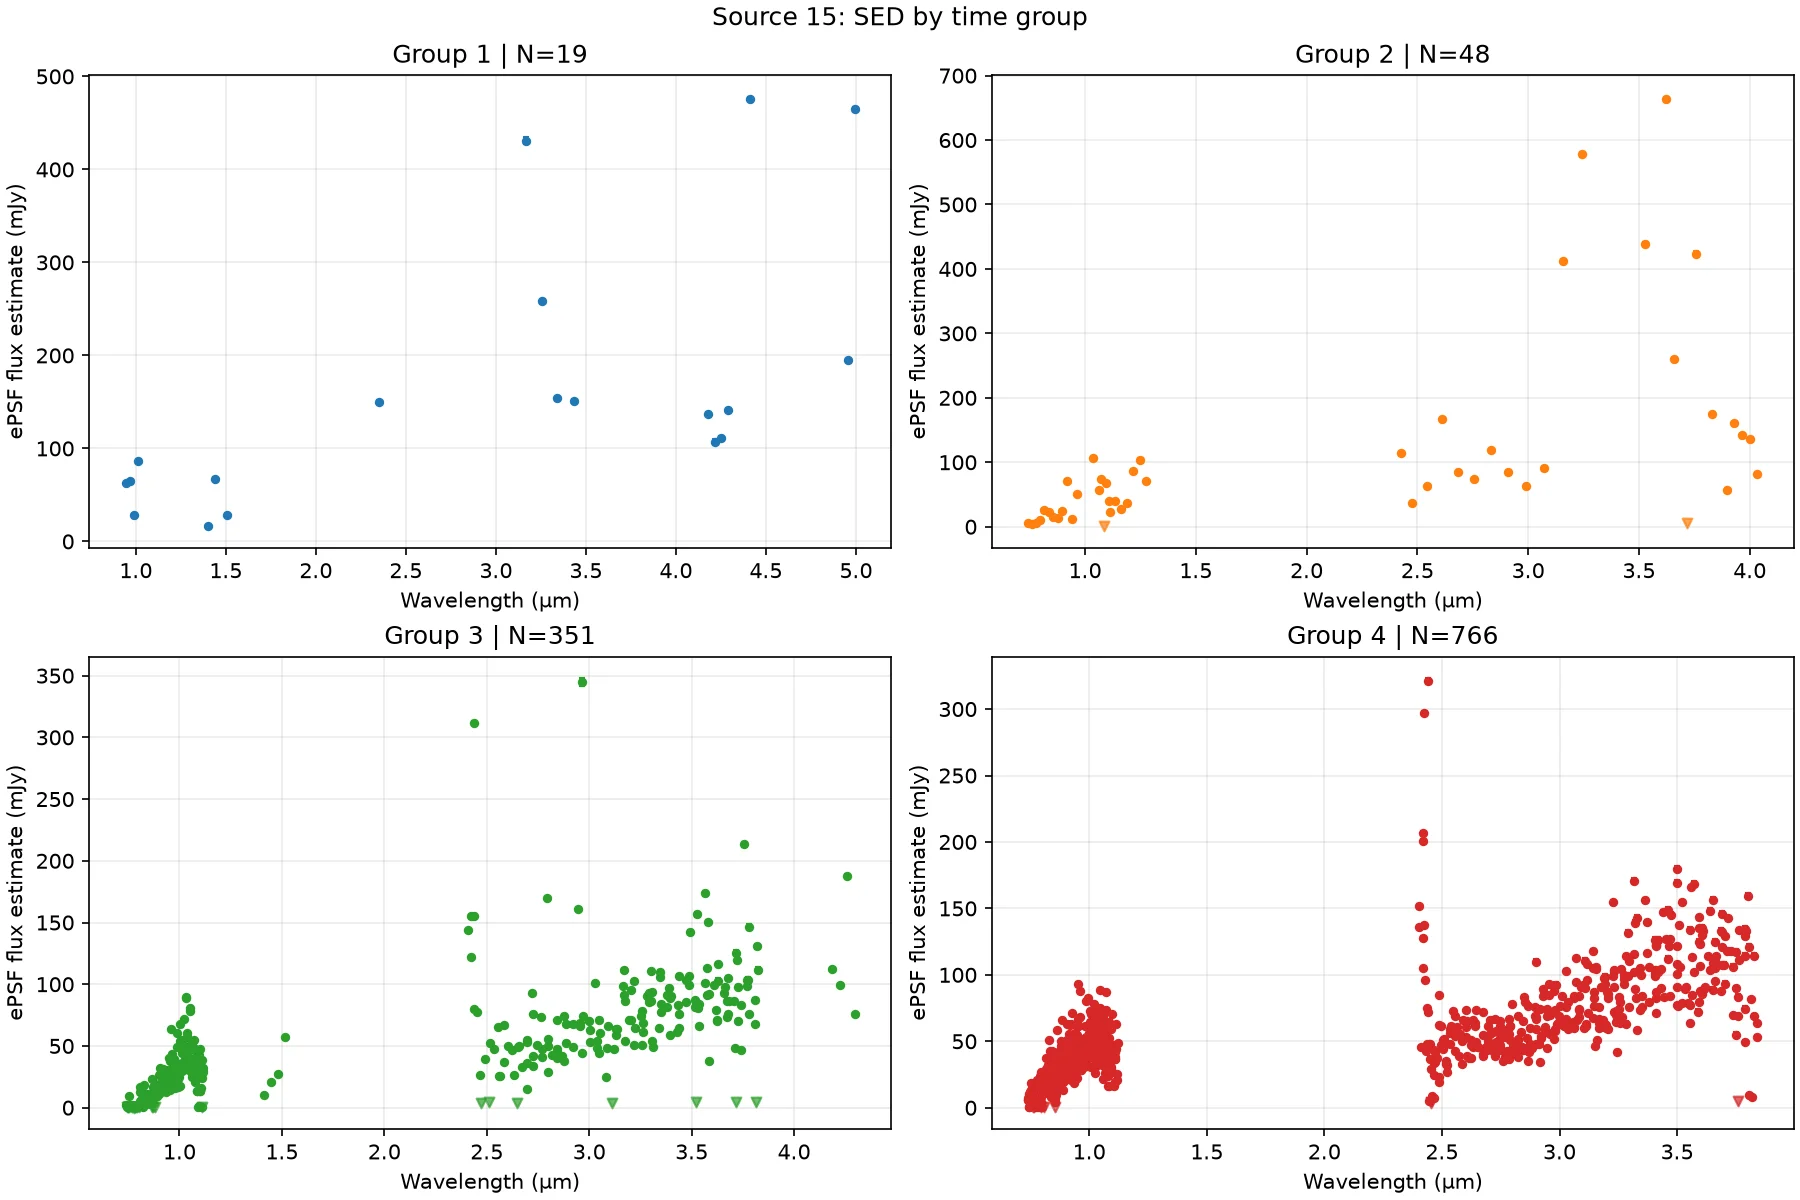 Source 15: SED by time group
Group 1 | N=19
500
400
300
200
100
0
ePSF flux estimate (mJy)
1.0 1.5 2.0 2.5 3.0 3.5 4.0 4.5 5.0
Wavelength (μm)
Group 2 | N=48
700
600
500
400
300
200
100
0
ePSF flux estimate (mJy)
1.0 1.5 2.0 2.5 3.0 3.5 4.0
Wavelength (μm)
Group 3 | N=351
350
300
250
200
150
100
50
0
ePSF flux estimate (mJy)
1.0 1.5 2.0 2.5 3.0 3.5 4.0
Wavelength (μm)
Group 4 | N=766
300
250
200
150
100
50
0
ePSF flux estimate (mJy)
1.0 1.5 2.0 2.5 3.0 3.5
Wavelength (μm)